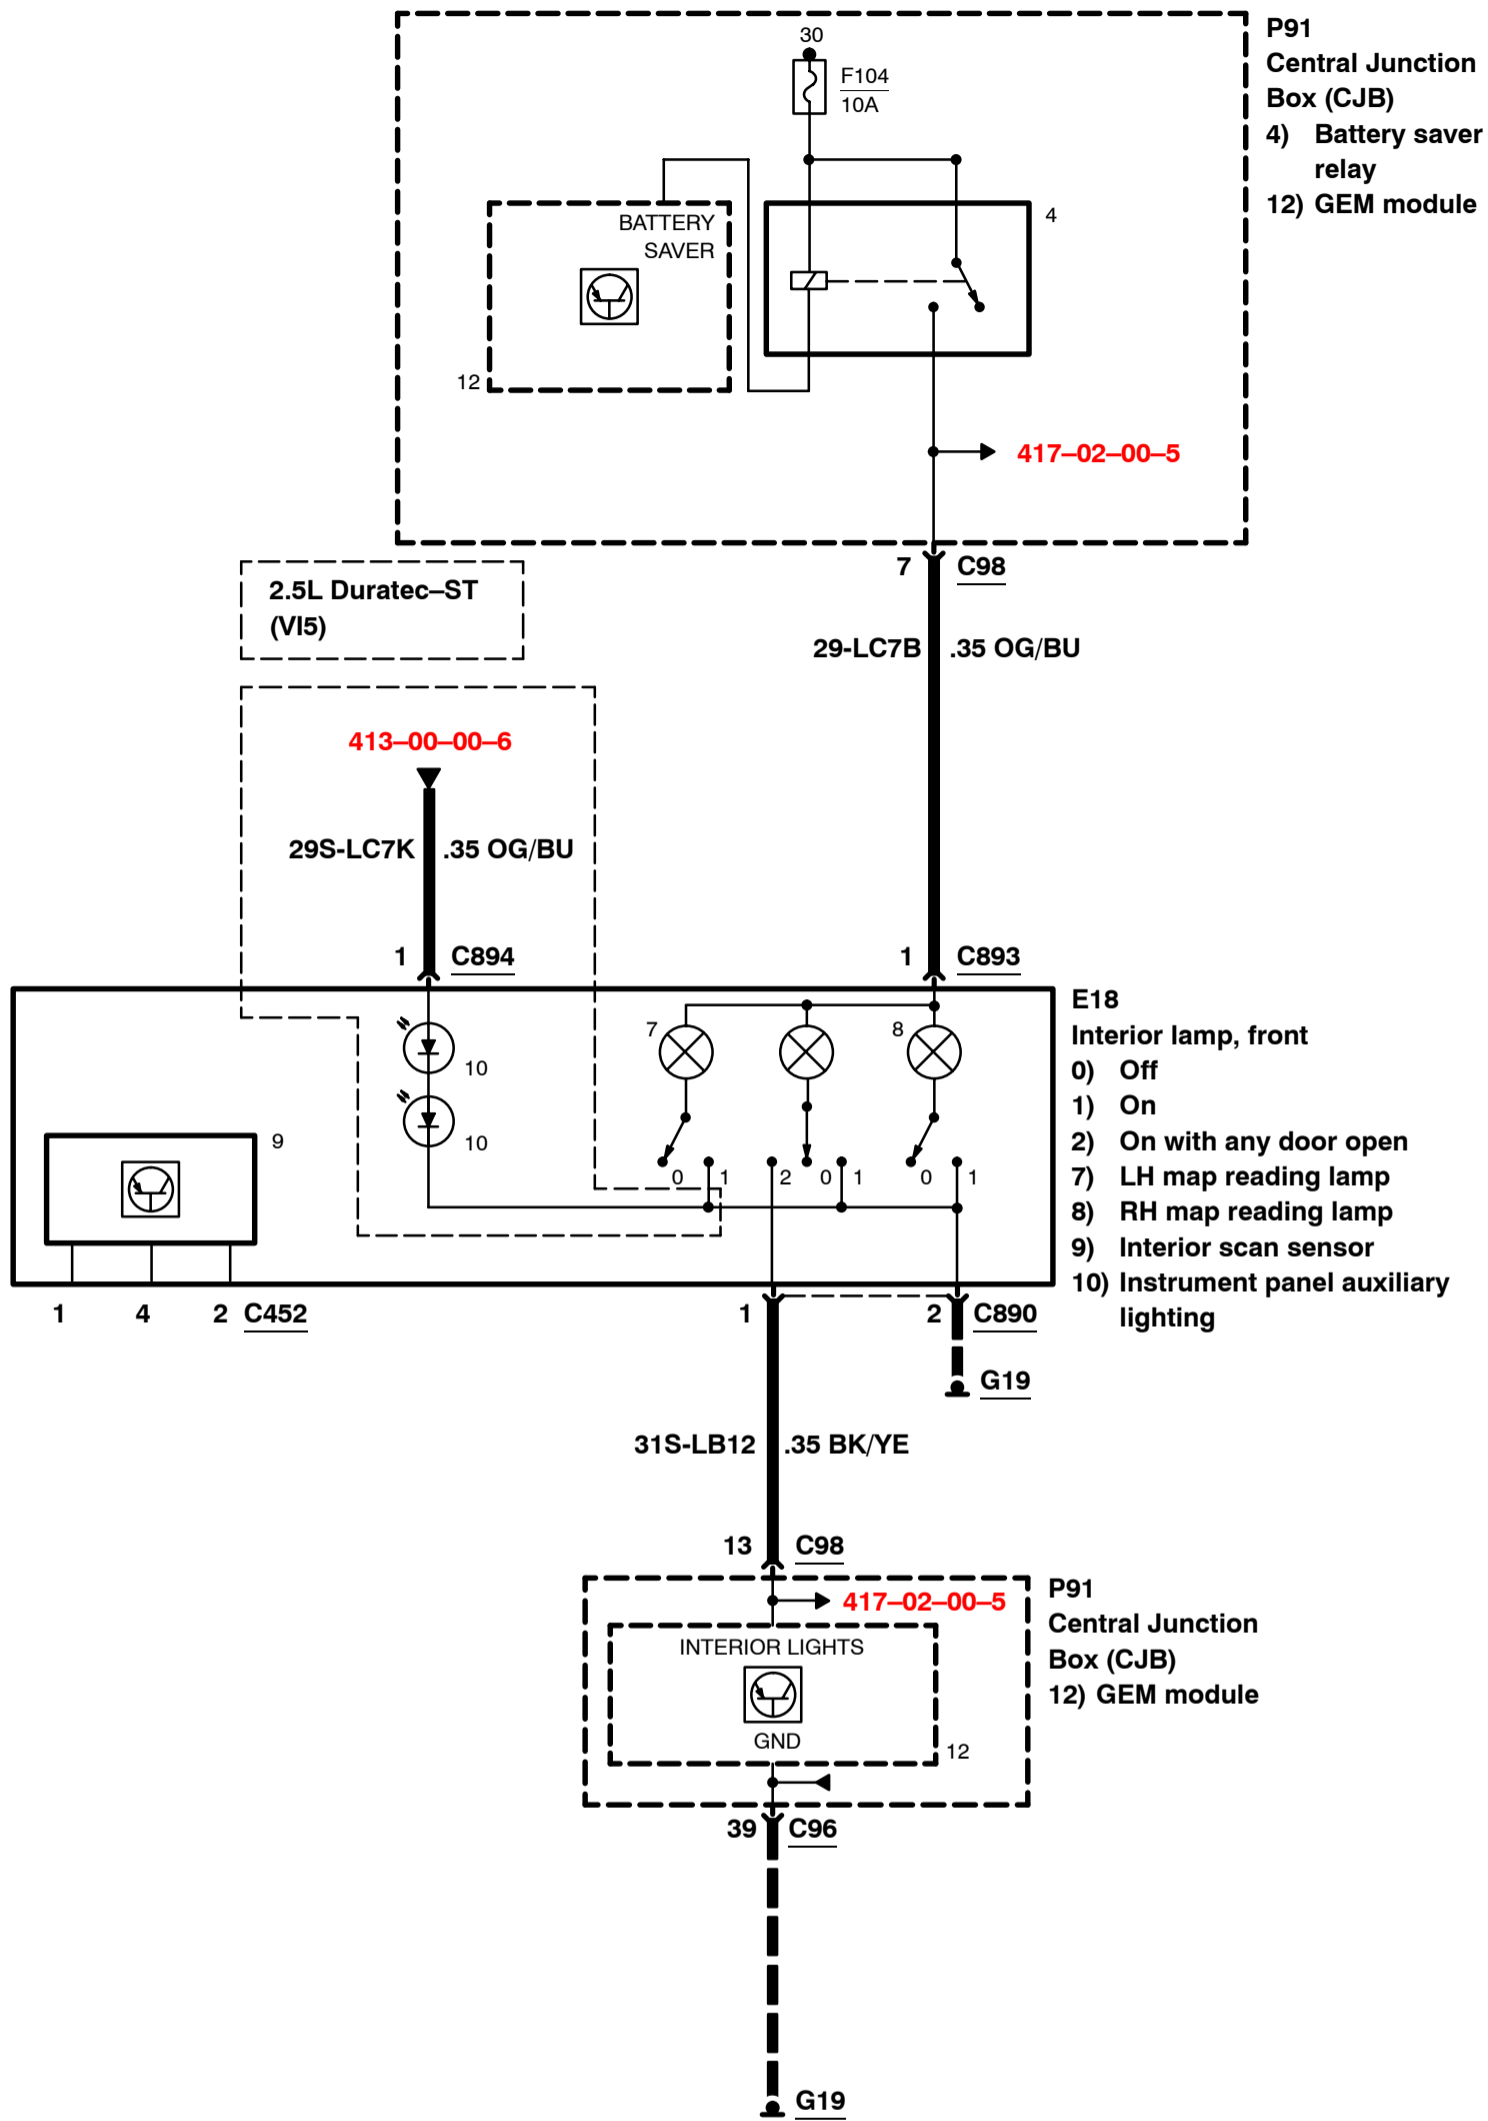 30
F104
10A
P91
Central Junction
Box (CJB)
4) Battery saver
relay
12) GEM module
BATTERY
SAVER
4
12
417–02–00–5
7 C98
2.5L Duratec–ST
(VI5)
29-LC7B .35 OG/BU
413–00–00–6
29S-LC7K .35 OG/BU
1 C894
1 C893
E18
Interior lamp, front
0) Off
1) On
2) On with any door open
7) LH map reading lamp
8) RH map reading lamp
9) Interior scan sensor
10) Instrument panel auxiliary
lighting
7
8
10
10
9
0 1 2 0 1 0 1
1 4 2 C452
1 2 C890
G19
31S-LB12 .35 BK/YE
13 C98
417–02–00–5
P91
Central Junction
Box (CJB)
12) GEM module
INTERIOR LIGHTS
GND
12
39 C96
G19